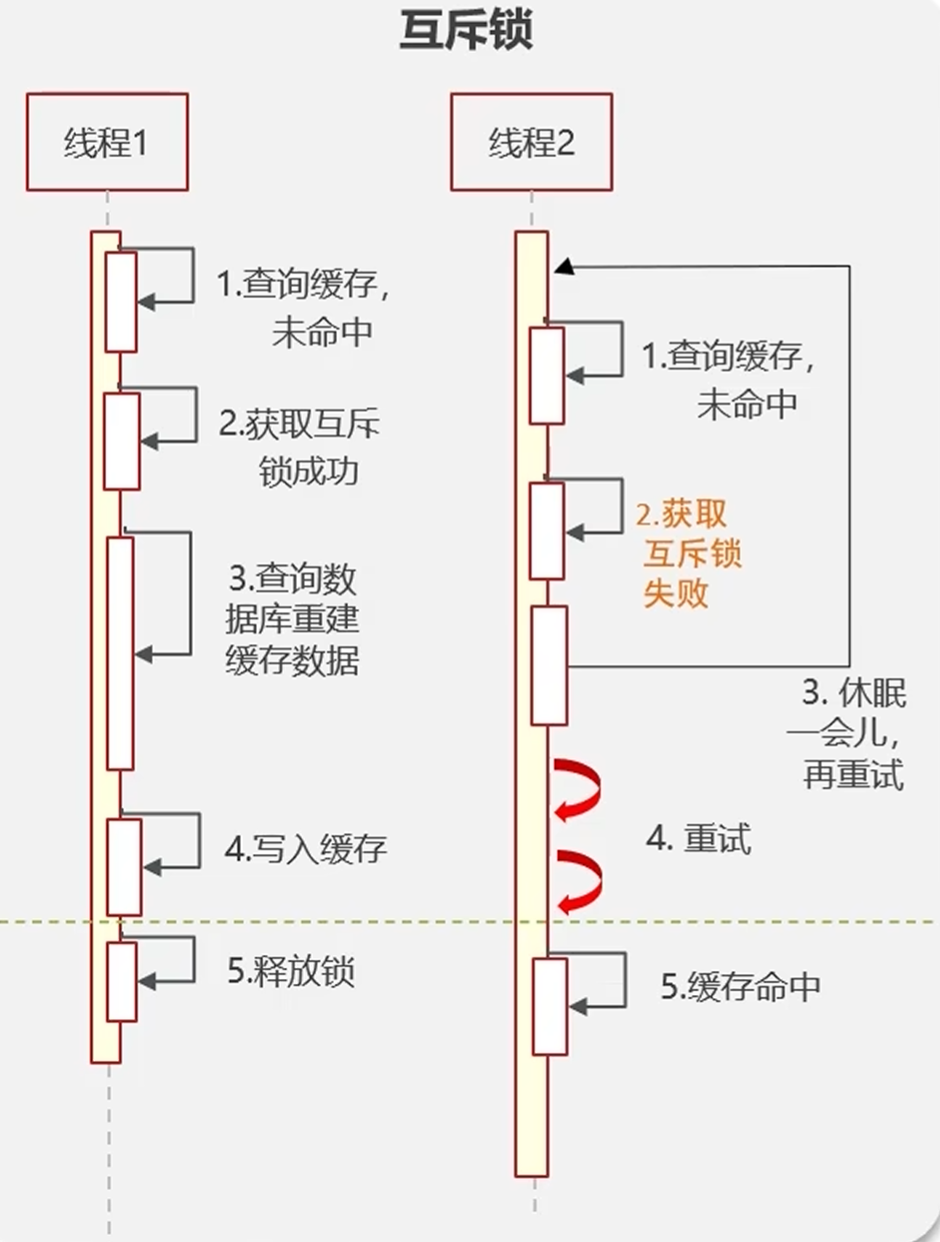 互斥锁
线程1
线程2
1.查询缓存，
未命中
2.获取互斥
锁成功
3.查询数
据库重建
缓存数据
4.写入缓存
5.释放锁
1.查询缓存，
未命中
2.获取
互斥锁
失败
3. 休眠
一会儿，
再重试
4. 重试
5.缓存命中